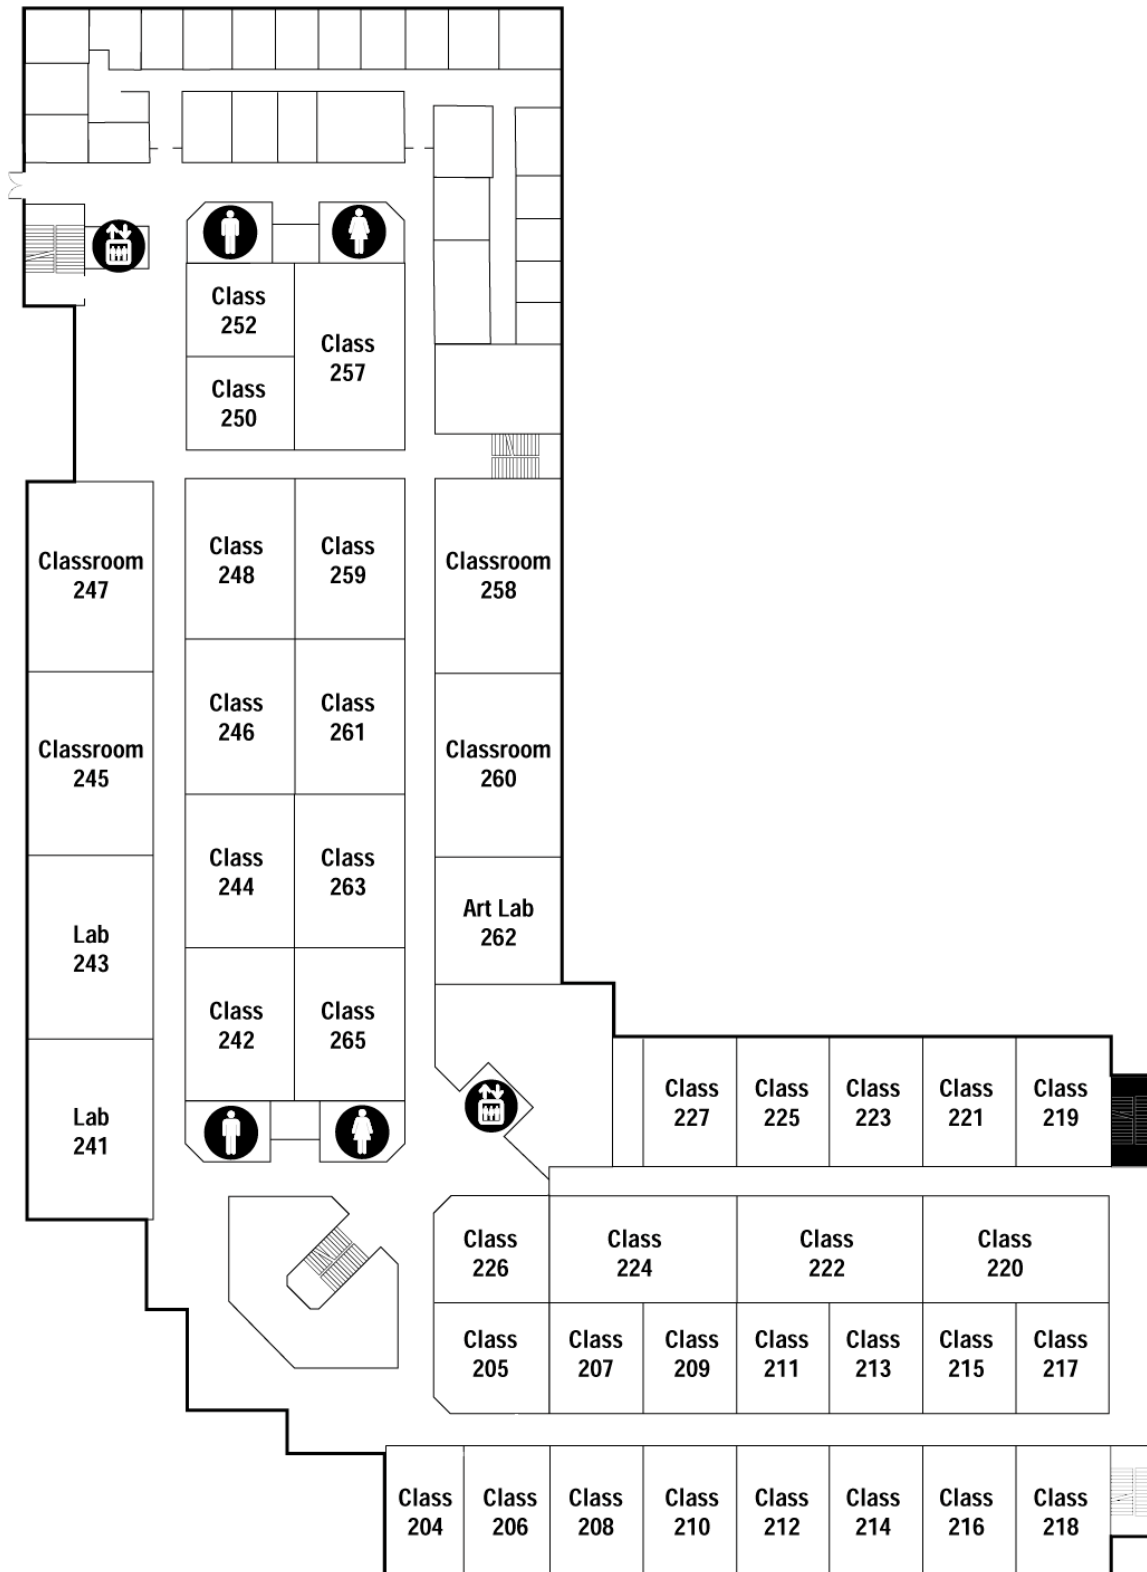 Class
252
Class
257
Class
250
Classroom
247
Class
248
Class
259
Classroom
258
Classroom
245
Class
246
Class
261
Classroom
260
Lab
243
Class
244
Class
263
Art Lab
262
Lab
241
Class
242
Class
265
Class
227
Class
225
Class
223
Class
221
Class
219
Class
226
Class
224
Class
222
Class
220
Class
205
Class
207
Class
209
Class
211
Class
213
Class
215
Class
217
Class
204
Class
206
Class
208
Class
210
Class
212
Class
214
Class
216
Class
218